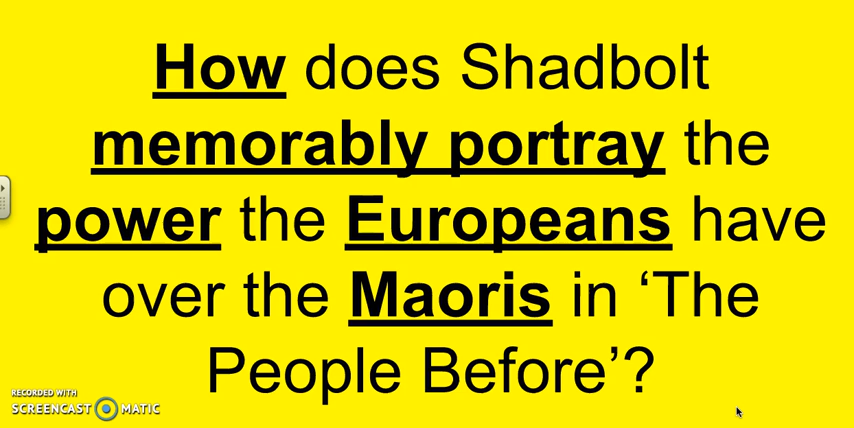 How does Shadbolt
memorably portray the
power the Europeans have
over the Maoris in ‘The
People Before’?
RECORDED WITH
SCREENCAST MATIC